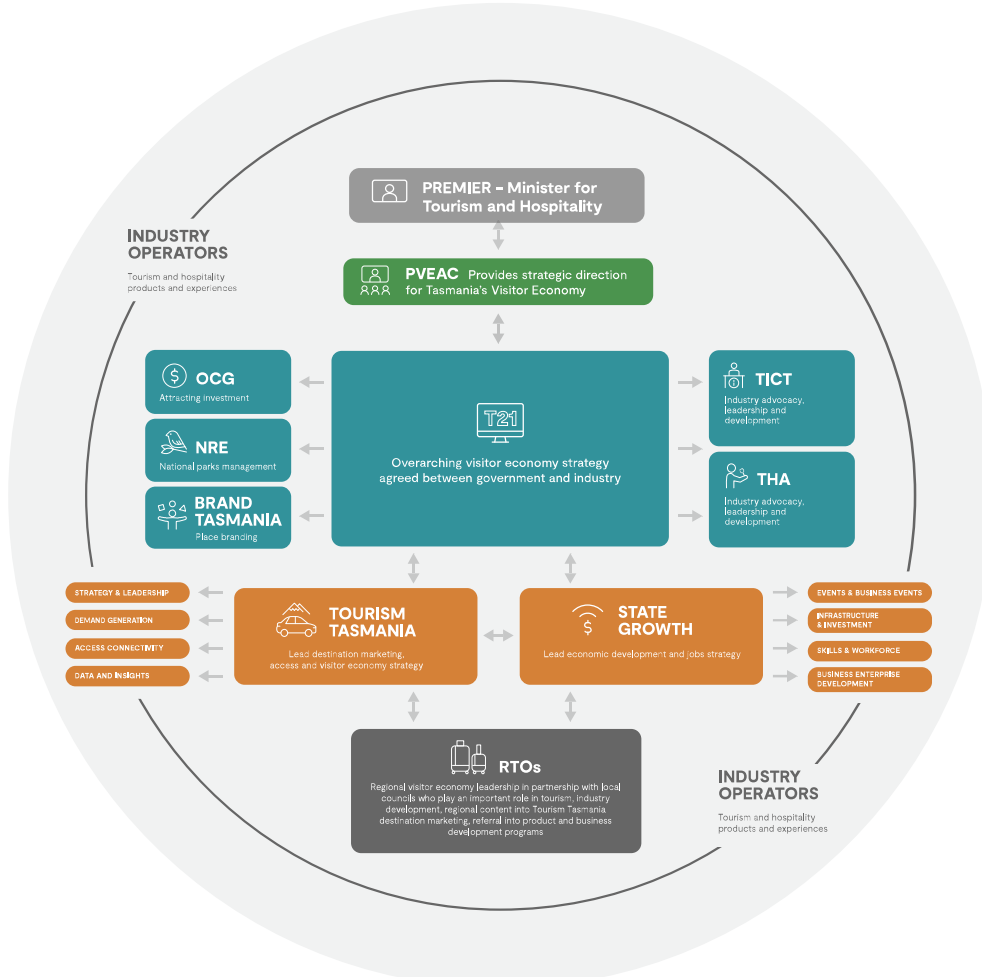 PREMIER – Minister for
Tourism and Hospitality
INDUSTRY
OPERATORS
Tourism and hospitality
products and experiences
PVEAC Provides strategic direction
for Tasmania's Visitor Economy
OCG
Attracting investment
NRE
National parks management
BRAND
TASMANIA
Place branding
T21
Overarching visitor economy strategy
agreed between government and industry
TICT
Industry advocacy,
leadership and
development
THA
Industry advocacy,
leadership and
development
STRATEGY & LEADERSHIP
DEMAND GENERATION
ACCESS CONNECTIVITY
DATA AND INSIGHTS
TOURISM
TASMANIA
Lead destination marketing,
access and visitor economy strategy
STATE
GROWTH
Lead economic development and jobs strategy
EVENTS & BUSINESS EVENTS
INFRASTRUCTURE
& INVESTMENT
SKILLS & WORKFORCE
BUSINESS ENTERPRISE
DEVELOPMENT
RTOs
Regional visitor economy leadership in partnership with local
councils who play an important role in tourism, industry
development, regional content into Tourism Tasmania
destination marketing, referral into product and business
development programs
INDUSTRY
OPERATORS
Tourism and hospitality
products and experiences